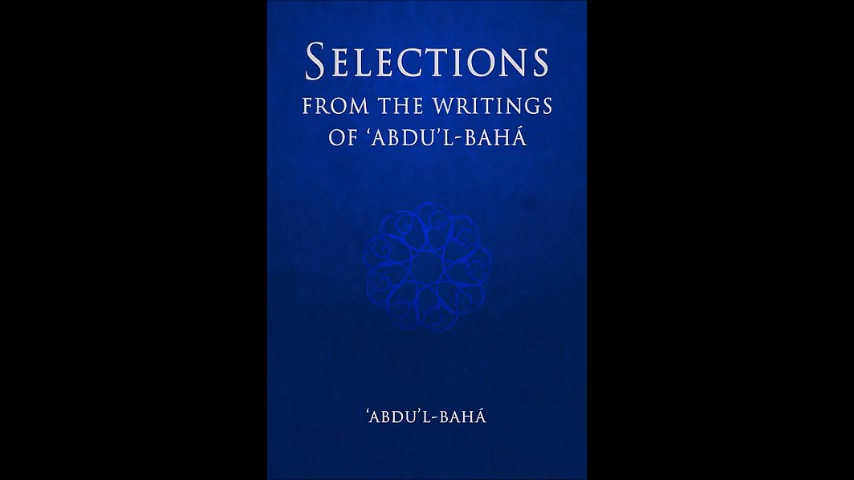 SELECTIONS
FROM THE WRITINGS
OF ‘ABDU’L-BAHÁ
‘ABDU’L-BAHÁ